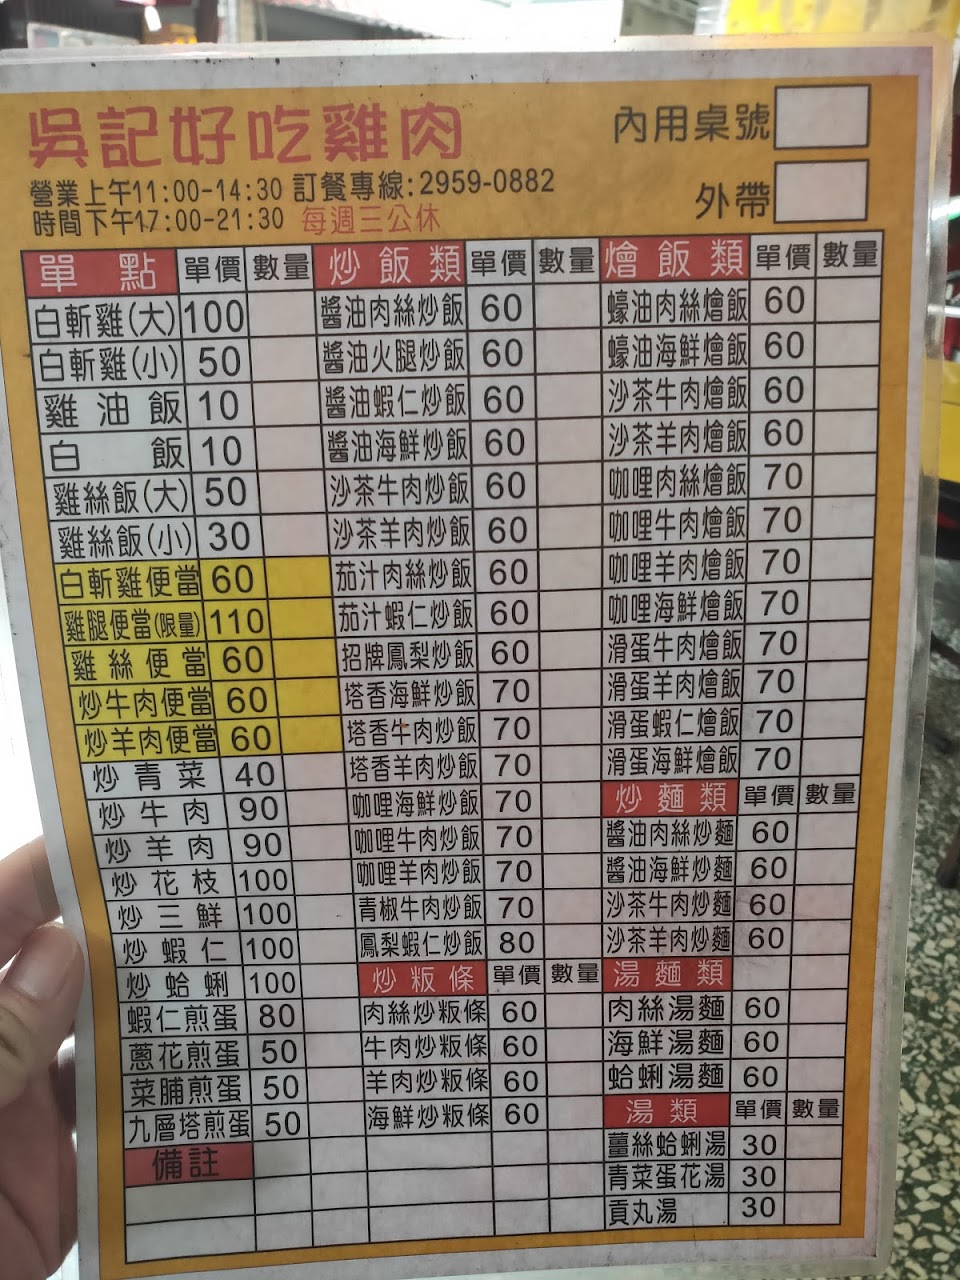 吳記好吃雞肉
內用桌號
外帶
營業上午11:00-14:30 訂餐專線:2959-0882
時間下午17:00-21:30 每週三公休
單點 單價 數量
白斬雞(大) 100
白斬雞(小) 50
雞油飯 10
白飯 10
雞絲飯(大) 50
雞絲飯(小) 30
白斬雞便當 60
雞腿便當(限量) 110
雞絲便當 60
炒牛肉便當 60
炒羊肉便當 60
炒青菜 40
炒牛肉 90
炒羊肉 90
炒花枝 100
炒三鮮 100
炒蝦仁 100
炒蛤蜊 100
蝦仁煎蛋 80
蔥花煎蛋 50
菜脯煎蛋 50
九層塔煎蛋 50
備註
炒飯類 單價 數量
醬油肉絲炒飯 60
醬油火腿炒飯 60
醬油蝦仁炒飯 60
醬油海鮮炒飯 60
沙茶牛肉炒飯 60
沙茶羊肉炒飯 60
茄汁肉絲炒飯 60
茄汁蝦仁炒飯 60
招牌鳳梨炒飯 60
塔香海鮮炒飯 70
塔香牛肉炒飯 70
塔香羊肉炒飯 70
咖哩海鮮炒飯 70
咖哩牛肉炒飯 70
咖哩羊肉炒飯 70
青椒牛肉炒飯 70
鳳梨蝦仁炒飯 80
炒粄條 單價 數量
肉絲炒粄條 60
牛肉炒粄條 60
羊肉炒粄條 60
海鮮炒粄條 60
燴飯類 單價 數量
蠔油肉絲燴飯 60
蠔油海鮮燴飯 60
沙茶牛肉燴飯 60
沙茶羊肉燴飯 60
咖哩肉絲燴飯 70
咖哩牛肉燴飯 70
咖哩羊肉燴飯 70
咖哩海鮮燴飯 70
滑蛋牛肉燴飯 70
滑蛋羊肉燴飯 70
滑蛋蝦仁燴飯 70
滑蛋海鮮燴飯 70
炒麵類 單價 數量
醬油肉絲炒麵 60
醬油海鮮炒麵 60
沙茶牛肉炒麵 60
沙茶羊肉炒麵 60
湯麵類
肉絲湯麵 60
海鮮湯麵 60
蛤蜊湯麵 60
湯類 單價 數量
薑絲蛤蜊湯 30
青菜蛋花湯 30
貢丸湯 30